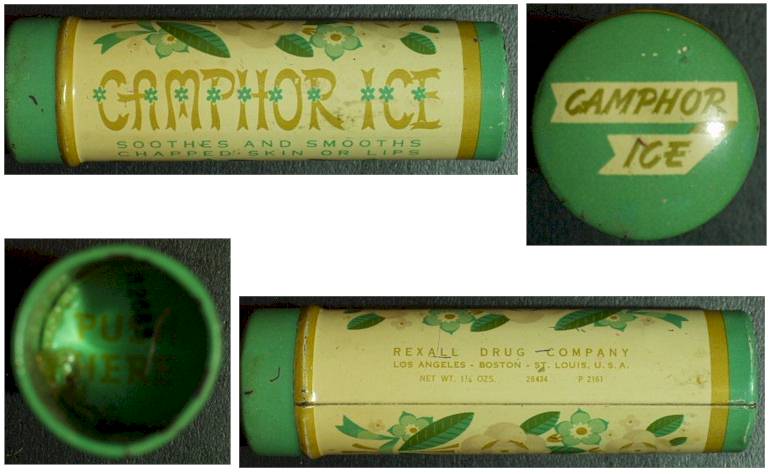 CAMPHOR ICE
SOOTHES AND SMOOTHS
CHAPPED SKIN OR LIPS
CAMPHOR
ICE
PUSH
HERE
REXALL DRUG COMPANY
LOS ANGELES - BOSTON - ST. LOUIS, U.S.A.
NET WT. 1¼ OZS. 28434 P 2161